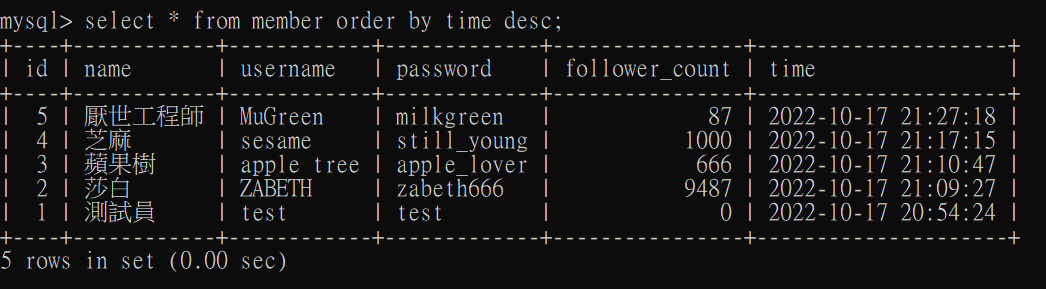 mysql> select * from member order by time desc;
+----+------------+------------+-------------+----------------+---------------------+
| id | name | username | password | follower_count | time |
+----+------------+------------+-------------+----------------+---------------------+
| 5 | 厭世工程師 | MuGreen | milkgreen | 87 | 2022-10-17 21:27:18 |
| 4 | 芝麻 | sesame | still_young | 1000 | 2022-10-17 21:17:15 |
| 3 | 蘋果樹 | apple tree | apple_lover | 666 | 2022-10-17 21:10:47 |
| 2 | 莎白 | ZABETH | zabeth666 | 9487 | 2022-10-17 21:09:27 |
| 1 | 測試員 | test | test | 0 | 2022-10-17 20:54:24 |
+----+------------+------------+-------------+----------------+---------------------+
5 rows in set (0.00 sec)